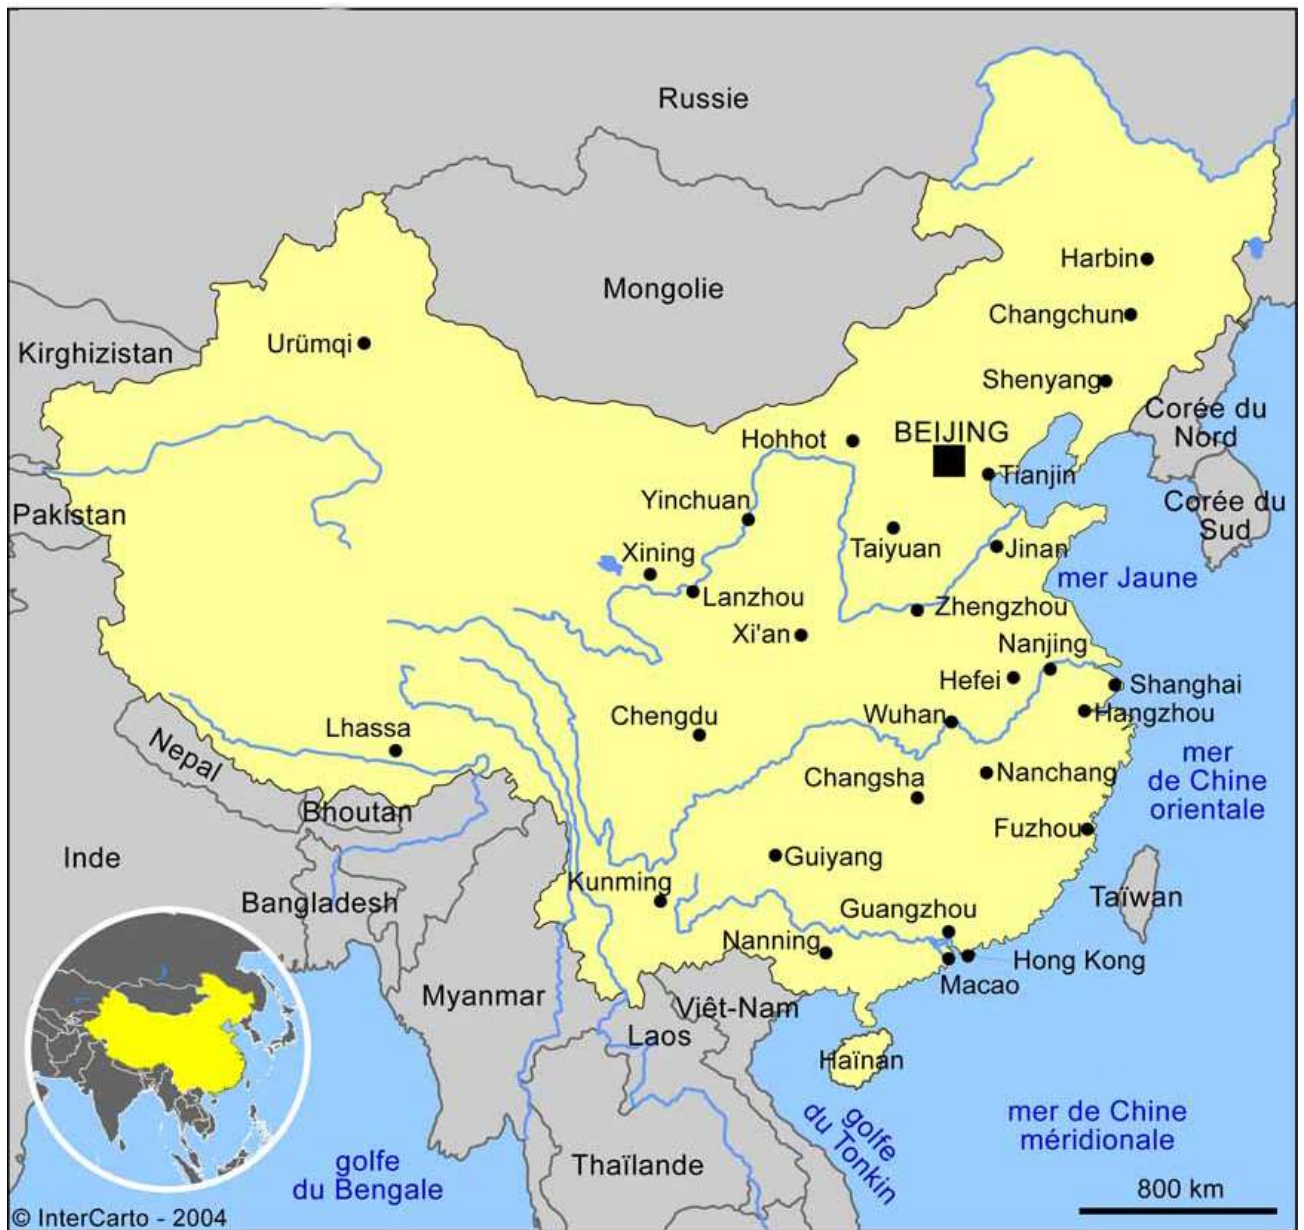 Russie
Mongolie
Harbin
Changchun
Urümqi
Kirghizistan
Shenyang
Corée du
Nord
Hohhot
BEIJING
Tianjin
Pakistan
Yinchuan
Corée du
Sud
Taiyuan
Jinan
Xining
mer Jaune
Lanzhou
Zhengzhou
Xi'an
Nanjing
Hefei
Shanghai
Chengdu
Wuhan
Hangzhou
Lhassa
Nepal
mer
de Chine
orientale
Changsha
Nanchang
Bhoutan
Fuzhou
Inde
Guiyang
Kunming
Taïwan
Bangladesh
Guangzhou
Nanning
Hong Kong
Macao
Myanmar
Viêt-Nam
Laos
Haïnan
golfe
du Tonkin
mer de Chine
méridionale
golfe
du Bengale
Thaïlande
800 km
© InterCarto - 2004